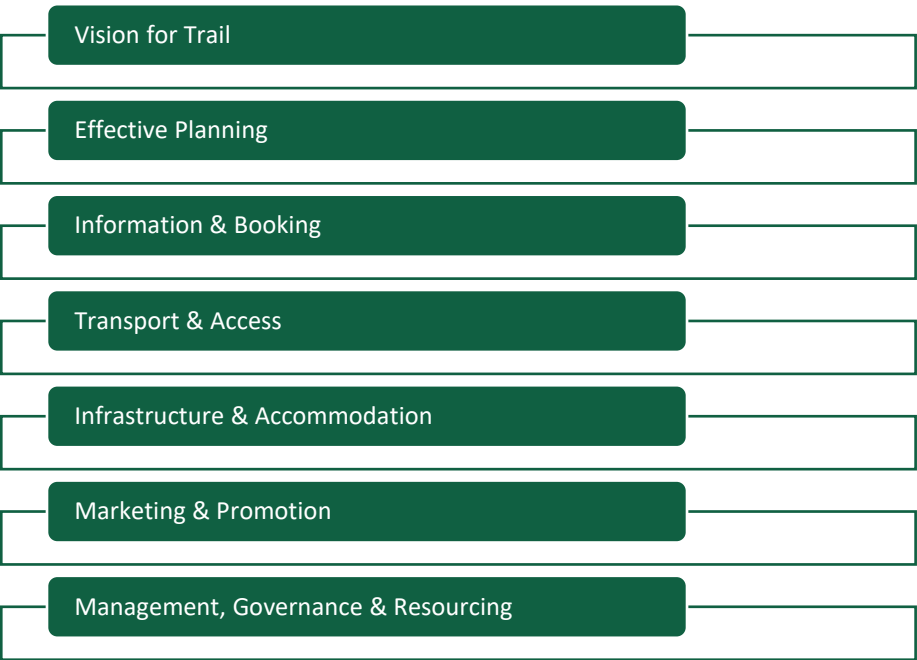 Vision for Trail
Effective Planning
Information & Booking
Transport & Access
Infrastructure & Accommodation
Marketing & Promotion
Management, Governance & Resourcing